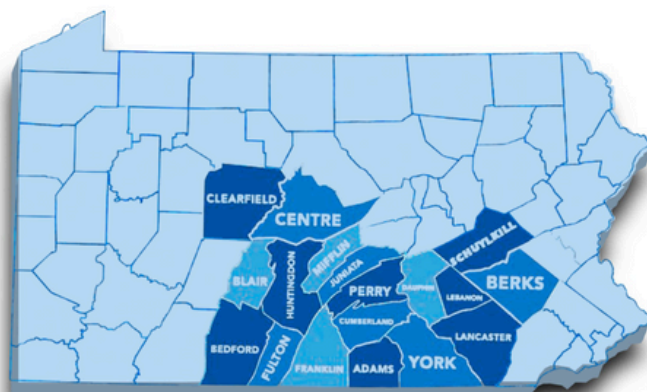 CLEARFIELD
CENTRE
SCHUYLKILL
MIFFLIN
BLAIR
HUNTINGDON
JUNIATA
PERRY
DAUPHIN
LEBANON
BERKS
CUMBERLAND
LANCASTER
BEDFORD
FULTON
FRANKLIN
ADAMS
YORK